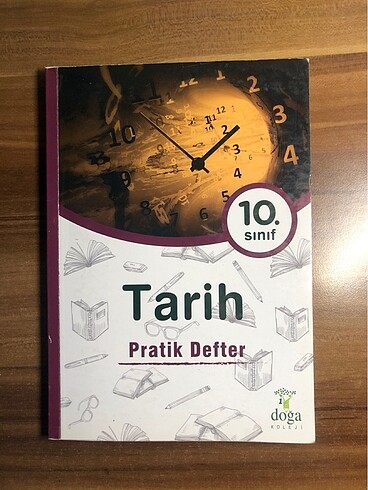 10.
sınıf
Tarih
Pratik Defter
doğa
KOLEJİ